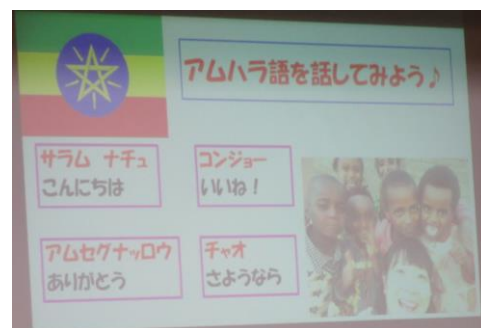 アムハラ語を話してみよう♪
サラム ナチュ
こんにちは
コンジョー
いいね！
アムセグナッロウ
ありがとう
チャオ
さようなら